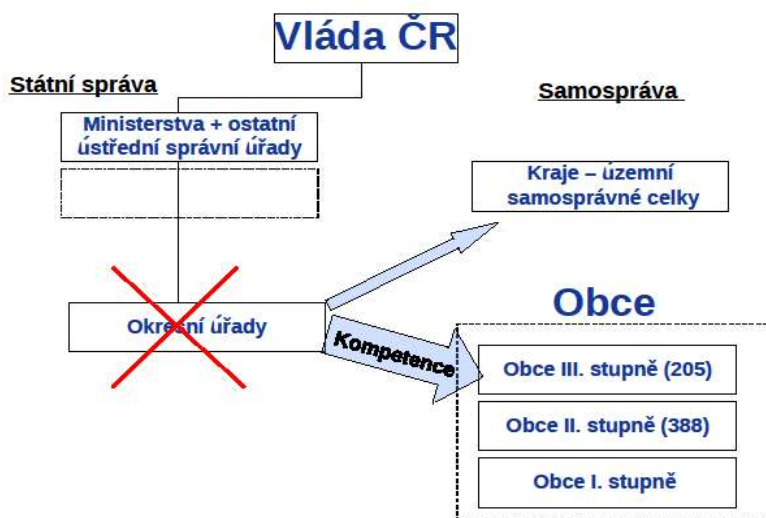 Vláda ČR
Státní správa
Samospráva
Ministerstva + ostatní
ústřední správní úřady
Kraje – územní
samosprávné celky
Okresní úřady
Kompetence
Obce
Obce III. stupně (205)
Obce II. stupně (388)
Obce I. stupně